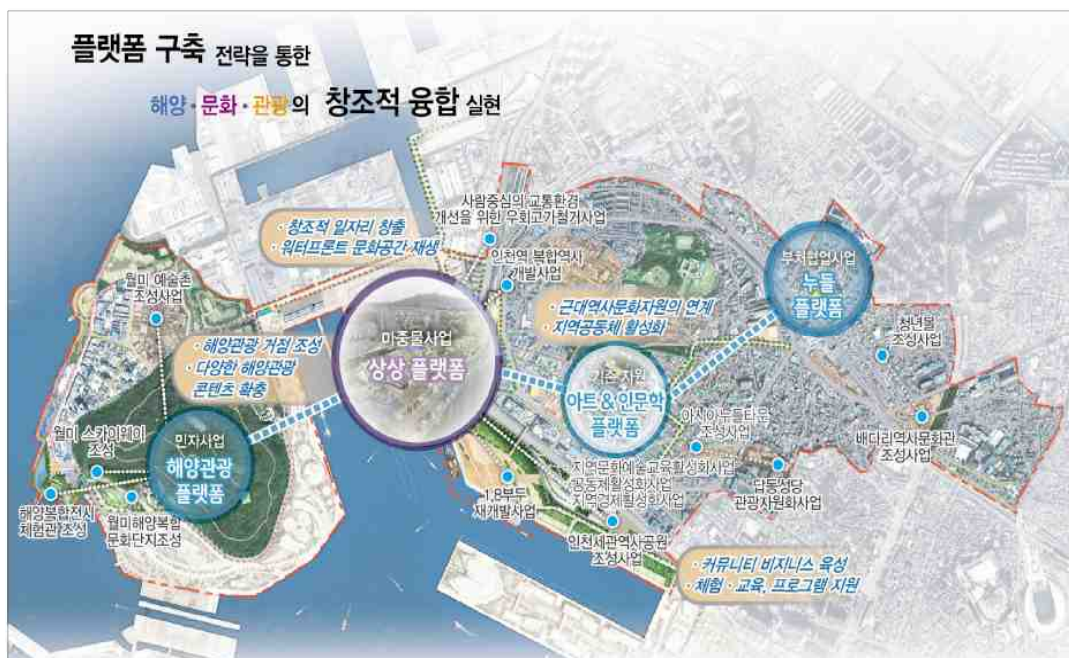 플랫폼 구축 전략을 통한
해양·문화·관광의 창조적 융합 실현
사람중심의 교통환경
개선을 위한 우회고가철거사업
· 창조적 일자리 창출
· 워터프론트 문화공간 재생
인천역 복합역사
개발사업
부처협업사업
누들
플랫폼
월미 예술촌
조성사업
· 근대역사문화자원의 연계
· 지역공동체 활성화
마중물사업
상상 플랫폼
· 해양관광 거점 조성
· 다양한 해양관광
콘텐츠 확충
청년몰
조성사업
기존 자원
아트 & 인문학
플랫폼
아시아 누들타운
조성사업
배다리역사문화관
조성사업
월미 스카이웨이
조성
민자사업
해양관광
플랫폼
지역문화예술교육활성화사업
공동체활성화사업
지역경제활성화사업
답동성당
관광자원화사업
1,8부두
재개발사업
해양복합전시
체험관 조성
월미해양복합
문화단지조성
인천세관역사공원
조성사업
· 커뮤니티 비지니스 육성
· 체험·교육, 프로그램 지원